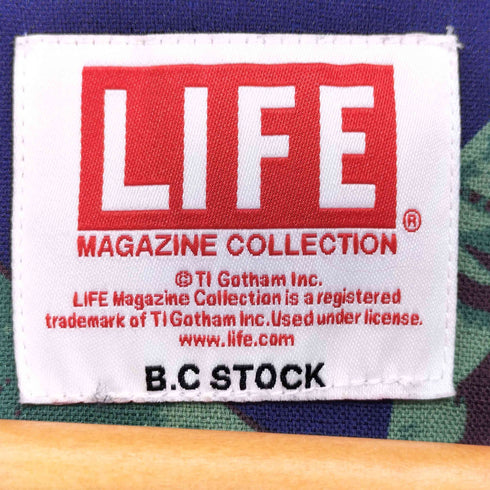 LIFE
®
MAGAZINE COLLECTION
© TI Gotham Inc.
LIFE Magazine Collection is a registered
trademark of TI Gotham Inc. Used under license.
www.life.com
B.C STOCK